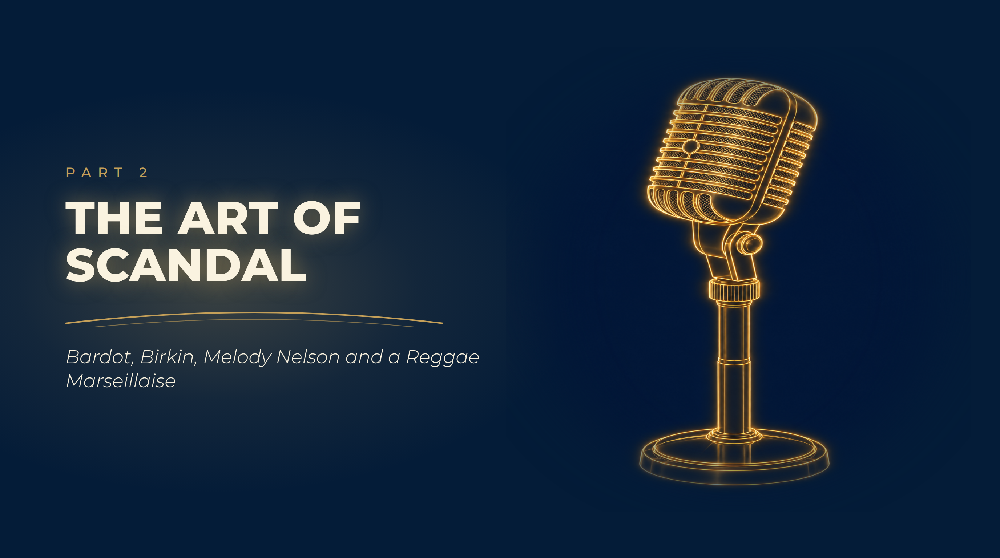 PART 2
THE ART OF
SCANDAL
Bardot, Birkin, Melody Nelson and a Reggae
Marseillaise